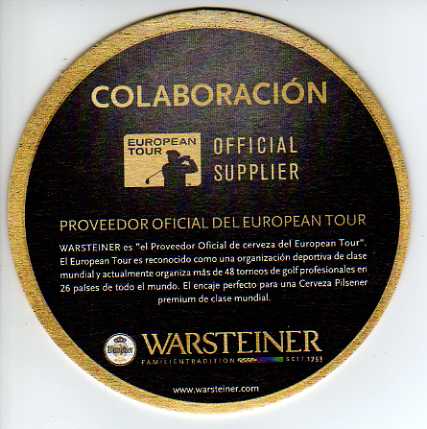 COLABORACIÓN
EUROPEAN
TOUR
OFFICIAL
SUPPLIER
PROVEEDOR OFICIAL DEL EUROPEAN TOUR
WARSTEINER es "el Proveedor Oficial de cerveza del European Tour".
El European Tour es reconocido como una organización deportiva de clase
mundial y actualmente organiza más de 48 torneos de golf profesionales en
26 países de todo el mundo. El encaje perfecto para una Cerveza Pilsener
premium de clase mundial.
WARSTEINER
FAMILIENTRADITION SEIT 1753
www.warsteiner.com